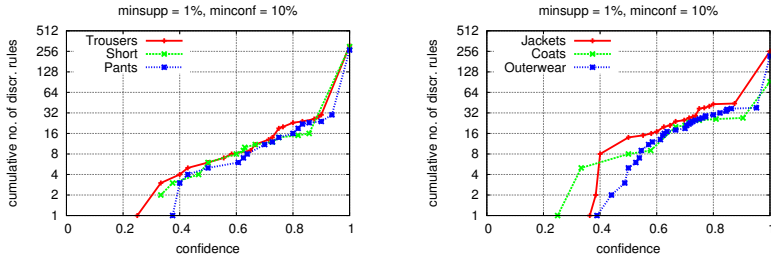 minsupp = 1%, minconf = 10%
cumulative no. of discr. rules
512
256
128
64
32
16
8
4
2
1
Trousers
Short
Pants
0 0.2 0.4 0.6 0.8 1
confidence
minsupp = 1%, minconf = 10%
cumulative no. of discr. rules
512
256
128
64
32
16
8
4
2
1
Jackets
Coats
Outerwear
0 0.2 0.4 0.6 0.8 1
confidence